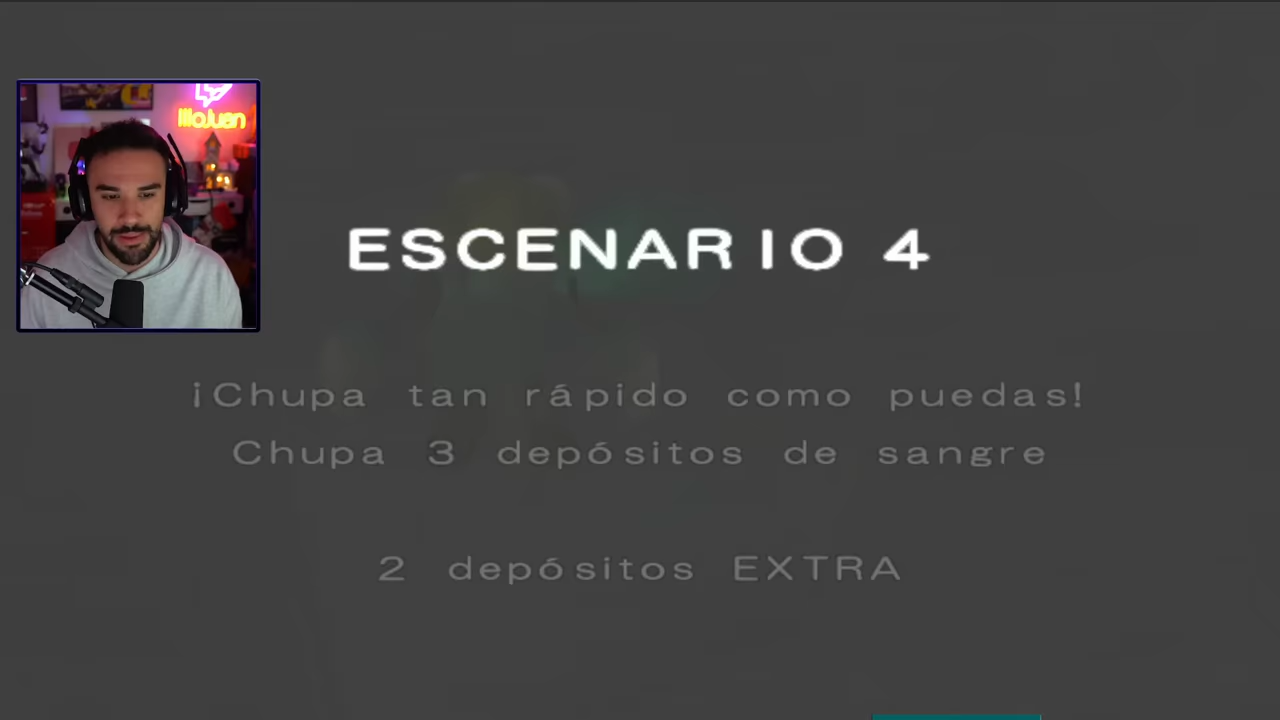 IlloJuan
ESCENARIO 4
¡Chupa tan rápido como puedas!
Chupa 3 depósitos de sangre
2 depósitos EXTRA